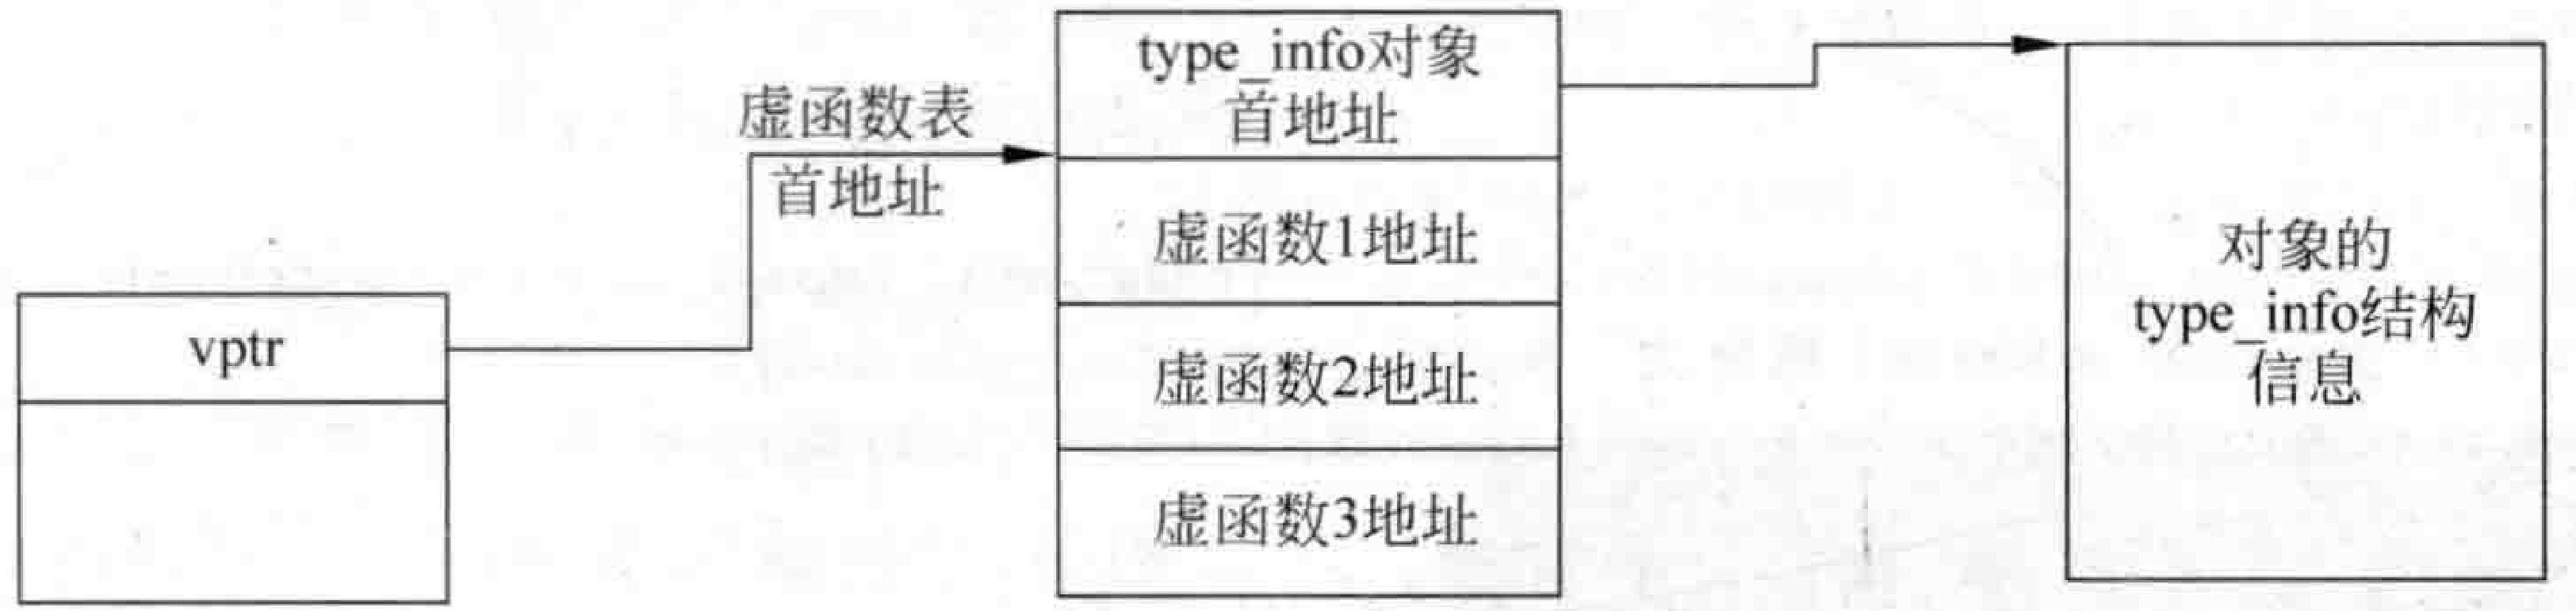 vptr
虚函数表
首地址
type_info对象
首地址
虚函数1地址
虚函数2地址
虚函数3地址
对象的
type_info结构
信息